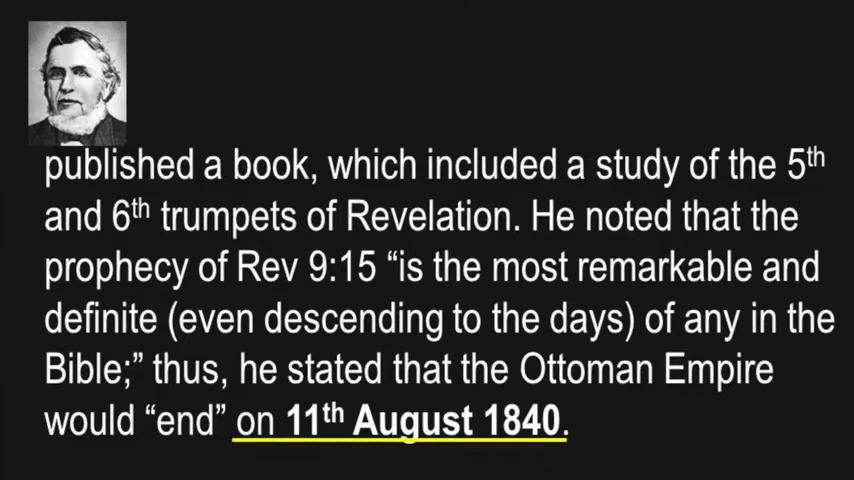 published a book, which included a study of the 5th
and 6th trumpets of Revelation. He noted that the
prophecy of Rev 9:15 “is the most remarkable and
definite (even descending to the days) of any in the
Bible;” thus, he stated that the Ottoman Empire
would “end” on 11th August 1840.